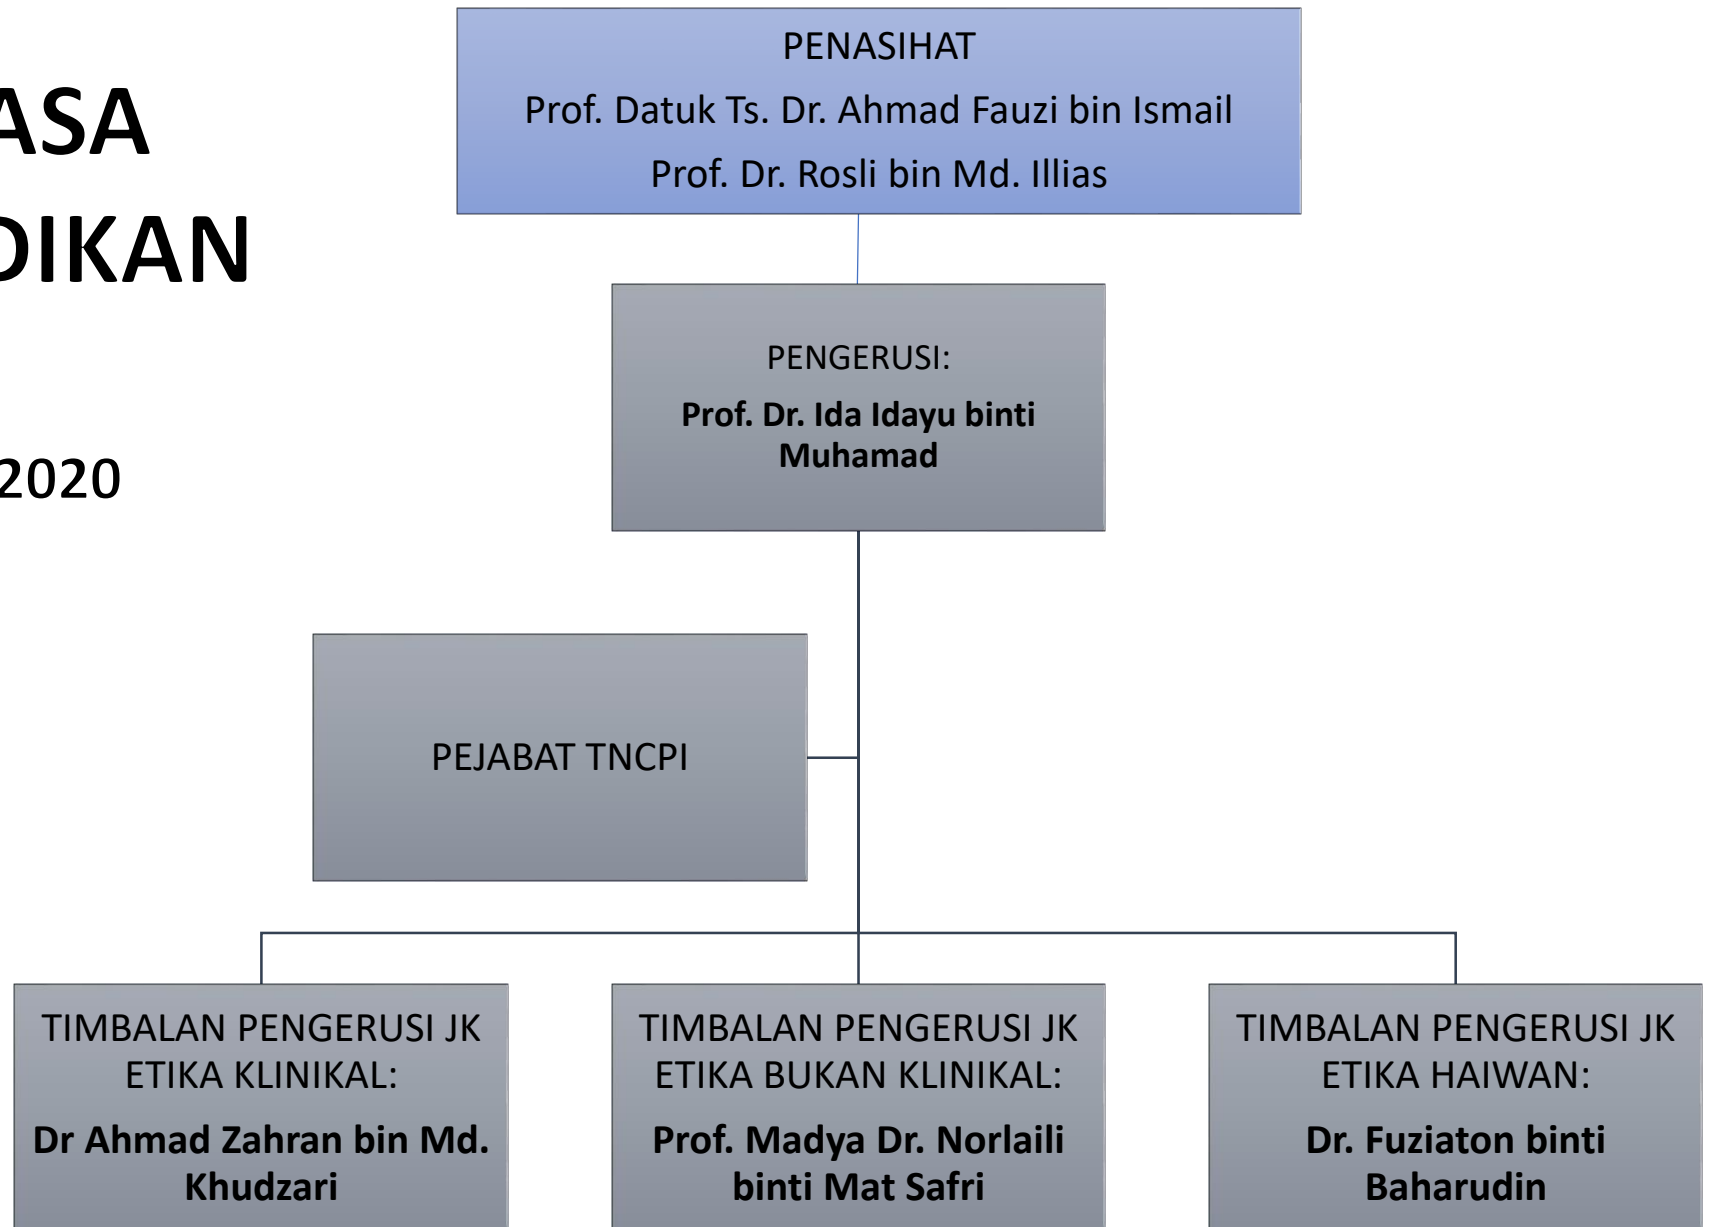 ASA
DIKAN
2020
PENASIHAT
Prof. Datuk Ts. Dr. Ahmad Fauzi bin Ismail
Prof. Dr. Rosli bin Md. Illias
PENGERUSI:
Prof. Dr. Ida Idayu binti
Muhamad
PEJABAT TNCPI
TIMBALAN PENGERUSI JK
ETIKA KLINIKAL:
Dr Ahmad Zahran bin Md.
Khudzari
TIMBALAN PENGERUSI JK
ETIKA BUKAN KLINIKAL:
Prof. Madya Dr. Norlaili
binti Mat Safri
TIMBALAN PENGERUSI JK
ETIKA HAIWAN:
Dr. Fuziaton binti
Baharudin